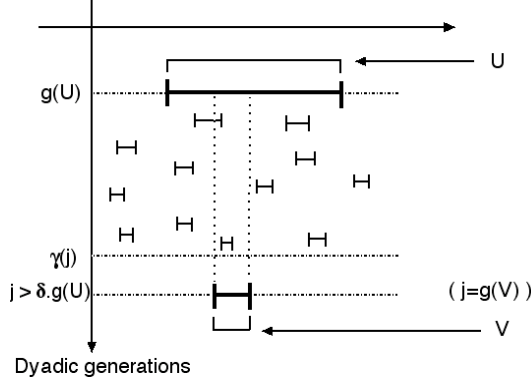 U
g(U)
γ(j)
j > δ.g(U) ( j=g(V) )
V
Dyadic generations